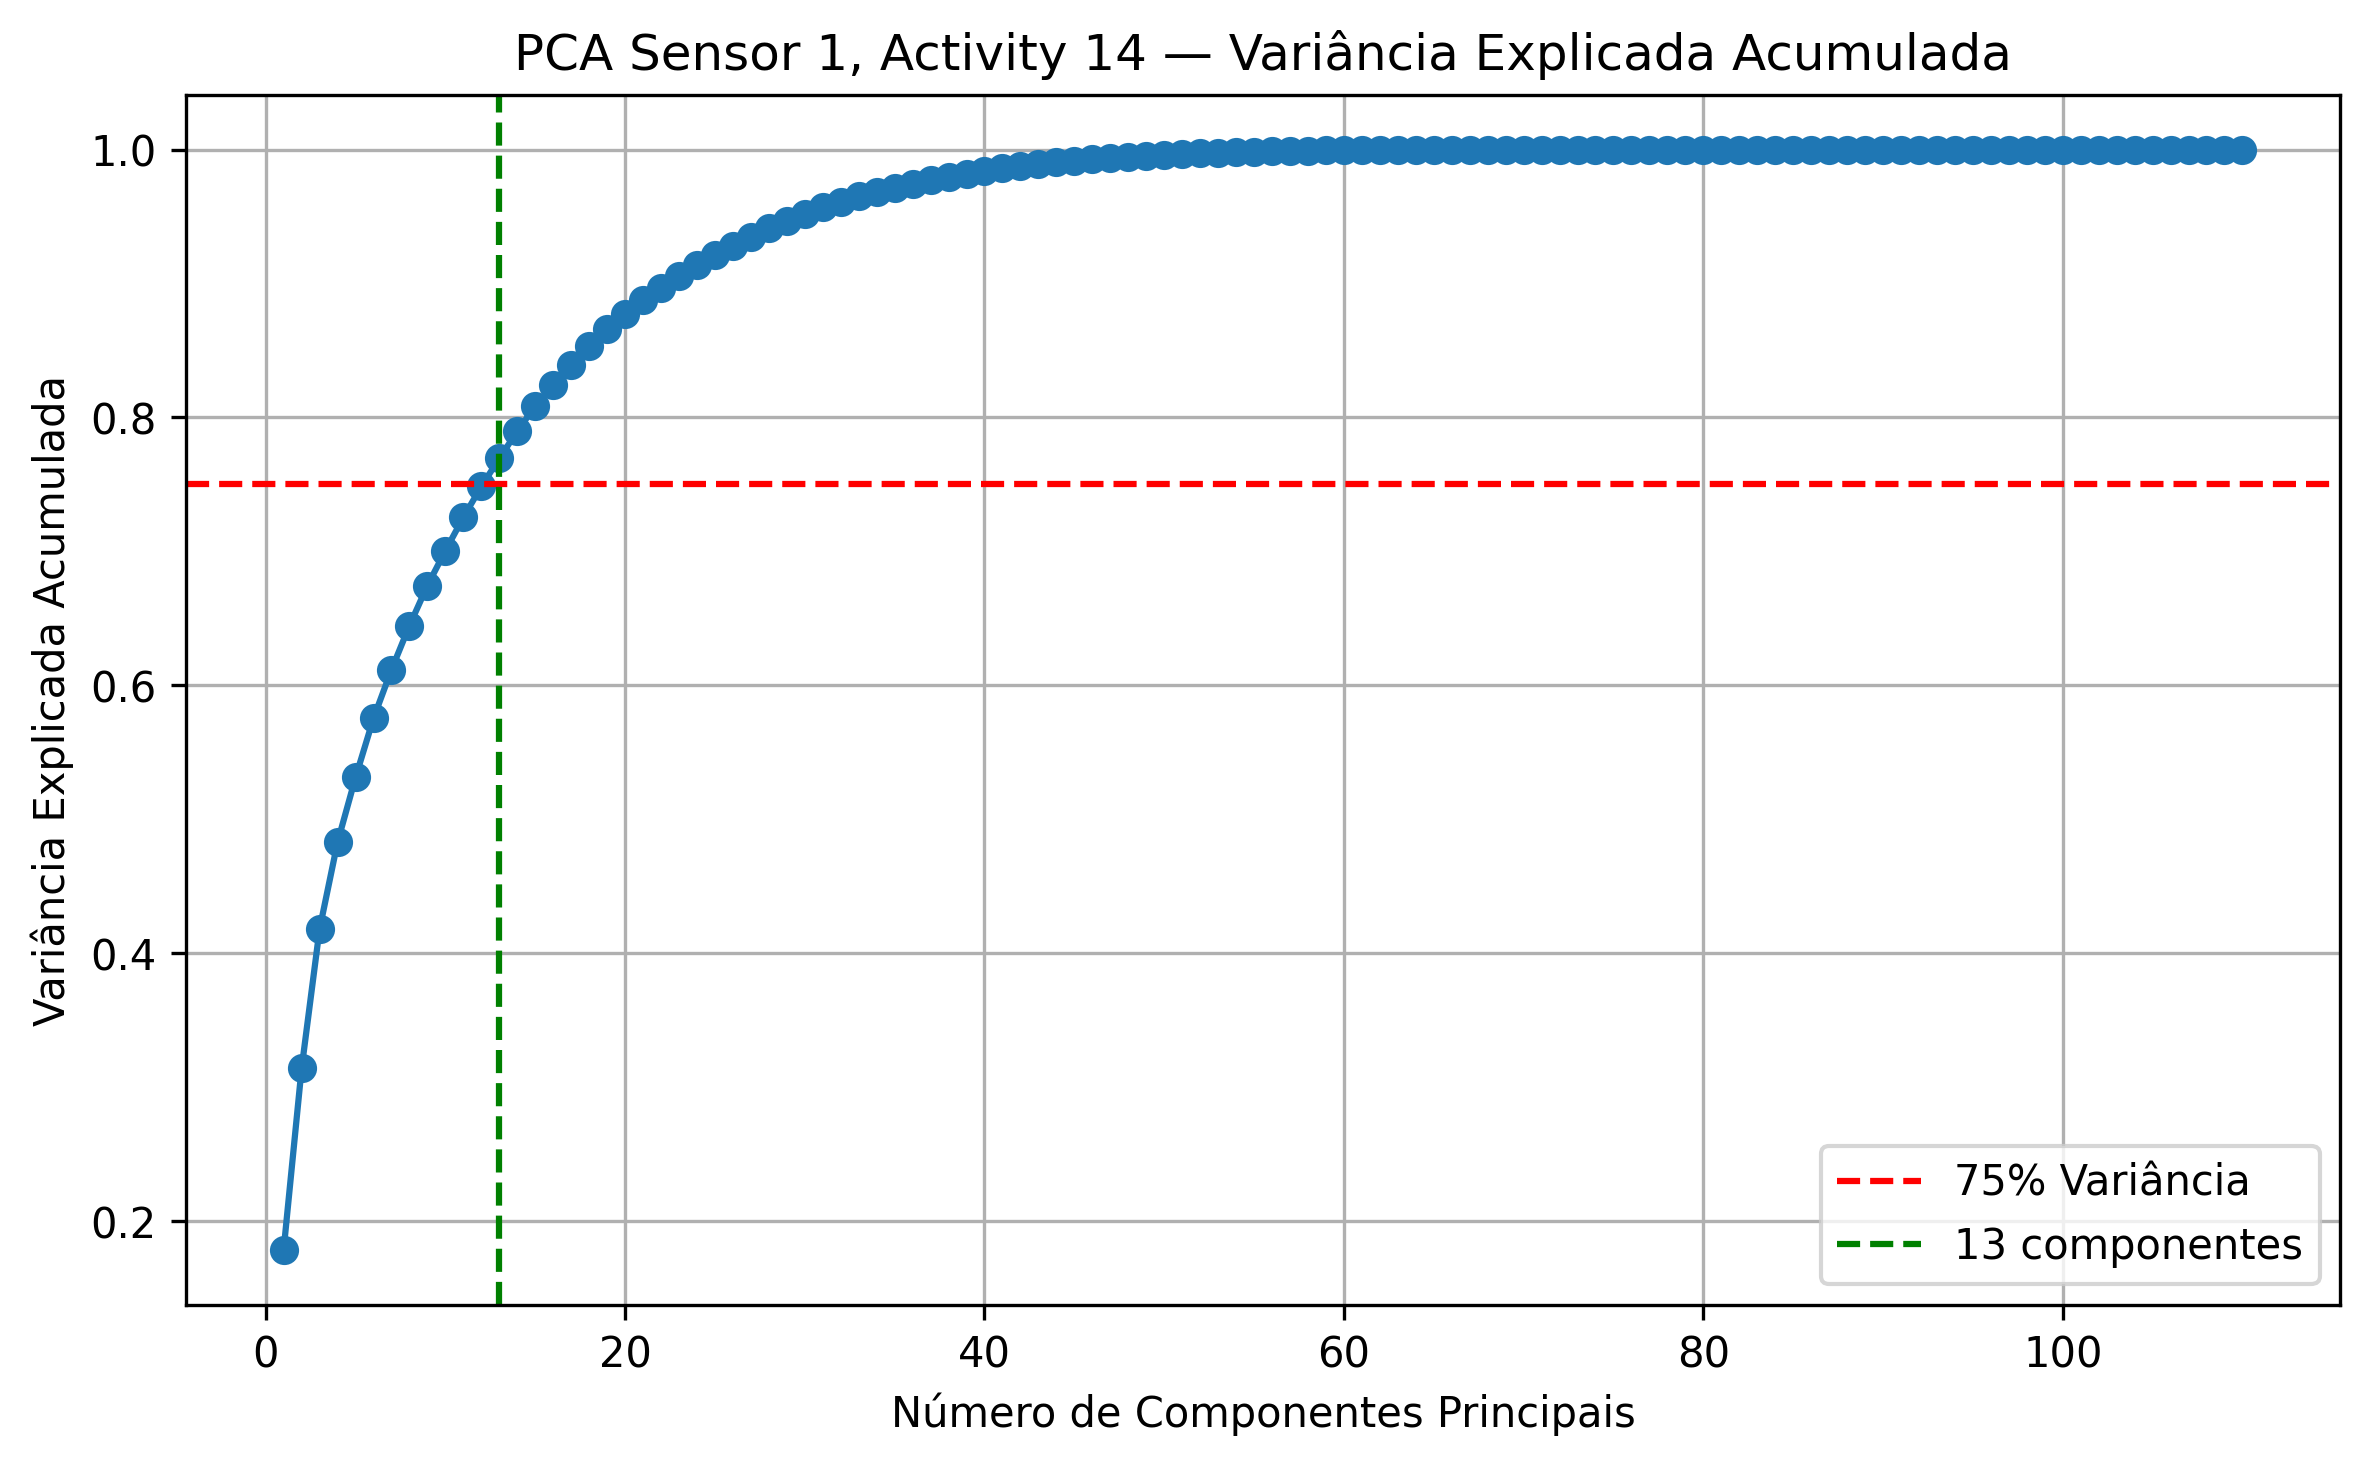 PCA Sensor 1, Activity 14 — Variância Explicada Acumulada
Variância Explicada Acumulada
1.0
0.8
0.6
0.4
0.2
0
20
40
60
80
100
Número de Componentes Principais
75% Variância
13 componentes